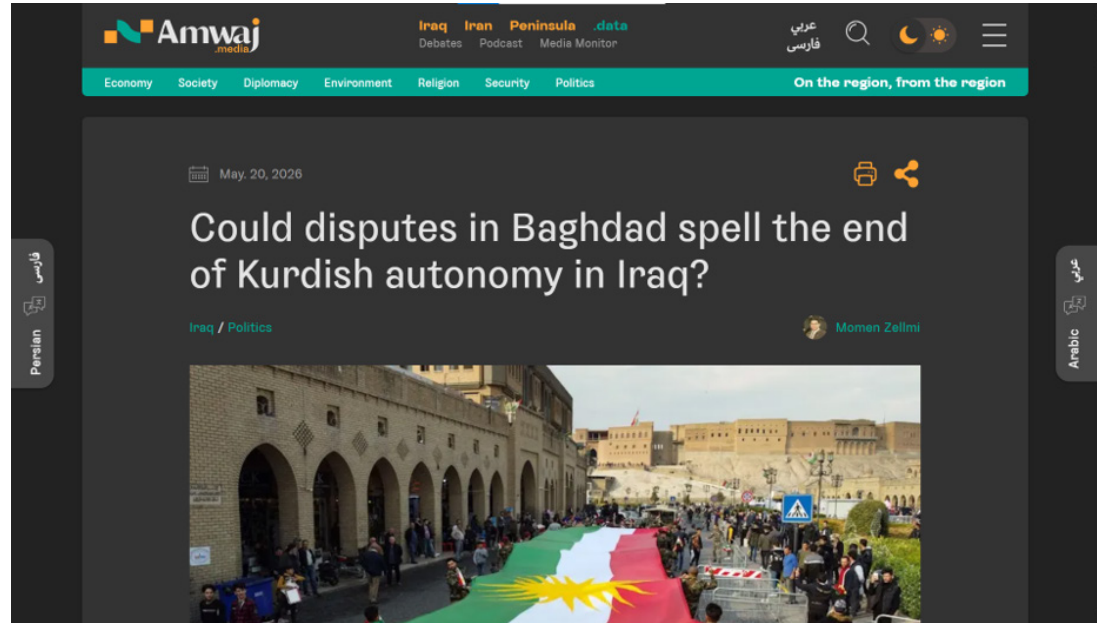 Amwaj
.media
Iraq Iran Peninsula .data
Debates Podcast Media Monitor
عربي
فارسی
Economy Society Diplomacy Environment Religion Security Politics
On the region, from the region
May. 20, 2026
Could disputes in Baghdad spell the end
of Kurdish autonomy in Iraq?
Iraq / Politics
Momen Zellmi
فارسی
Persian
عربي
Arabic